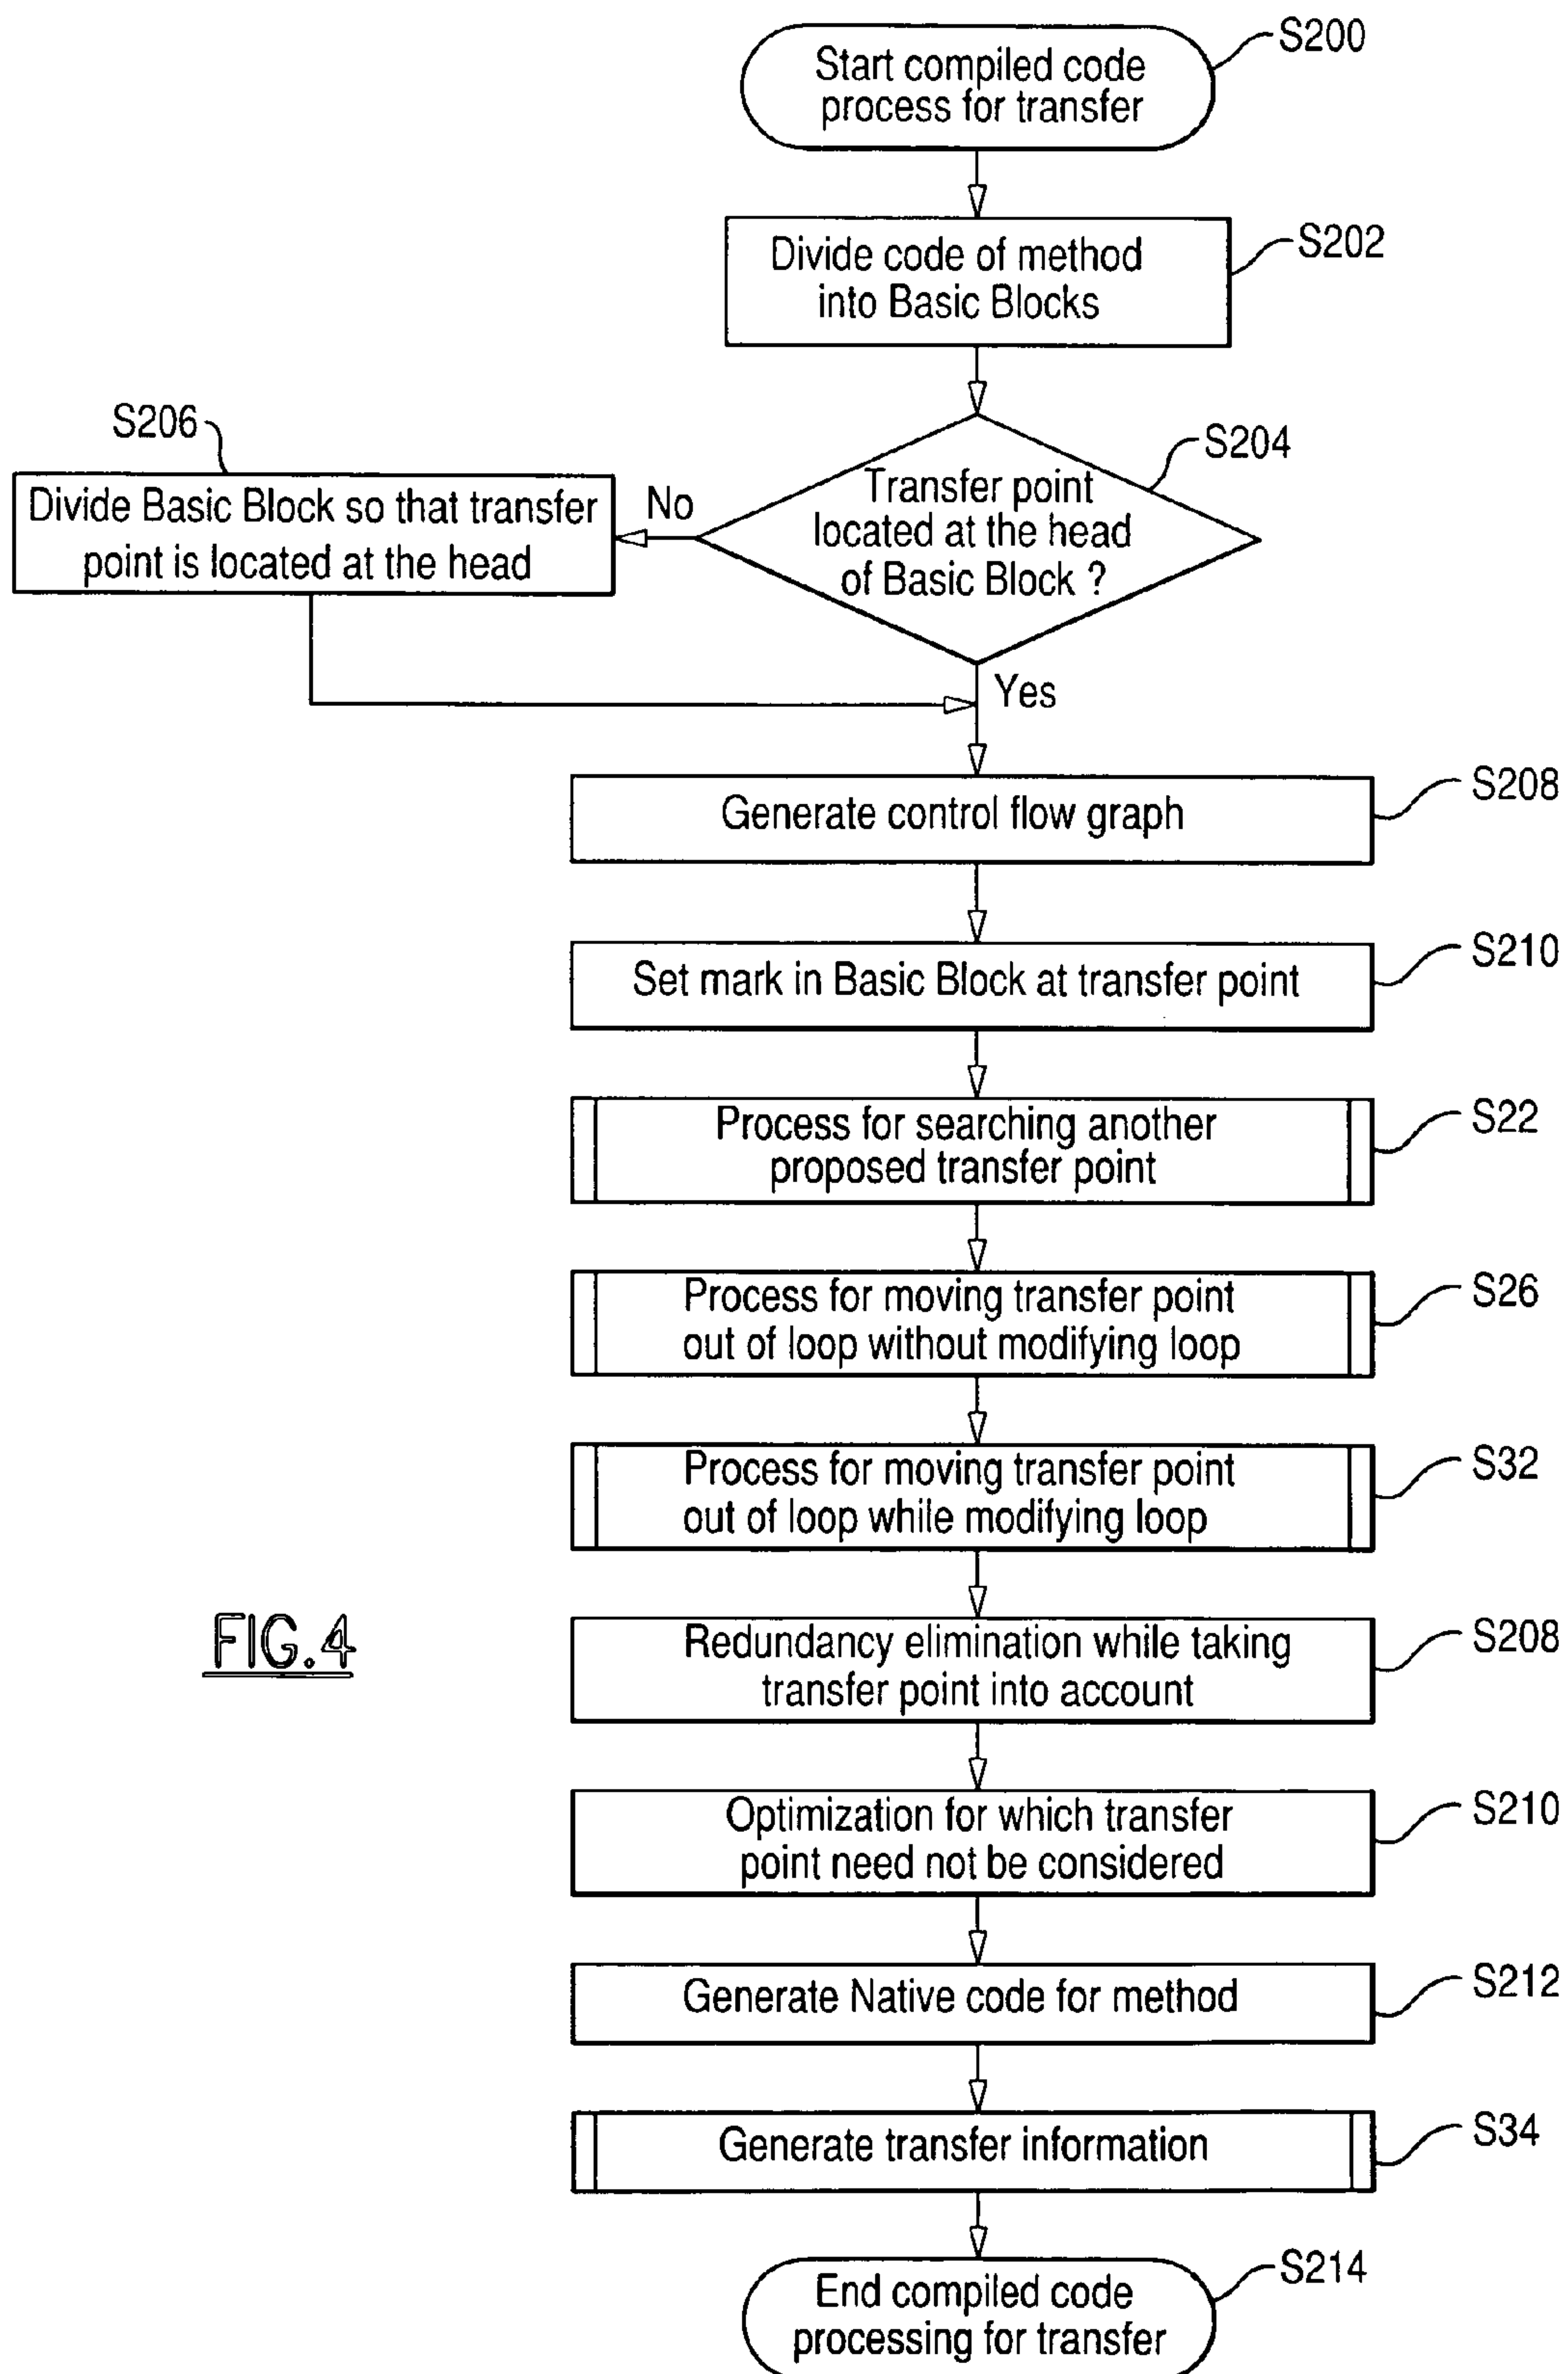 S200
Start compiled code
process for transfer
S202
Divide code of method
into Basic Blocks
S206
S204
Transfer point
located at the head
of Basic Block ?
No
Divide Basic Block so that transfer
point is located at the head
Yes
S208
Generate control flow graph
S210
Set mark in Basic Block at transfer point
S22
Process for searching another
proposed transfer point
S26
Process for moving transfer point
out of loop without modifying loop
S32
Process for moving transfer point
out of loop while modifying loop
FIG.4
S208
Redundancy elimination while taking
transfer point into account
S210
Optimization for which transfer
point need not be considered
S212
Generate Native code for method
S34
Generate transfer information
S214
End compiled code
processing for transfer